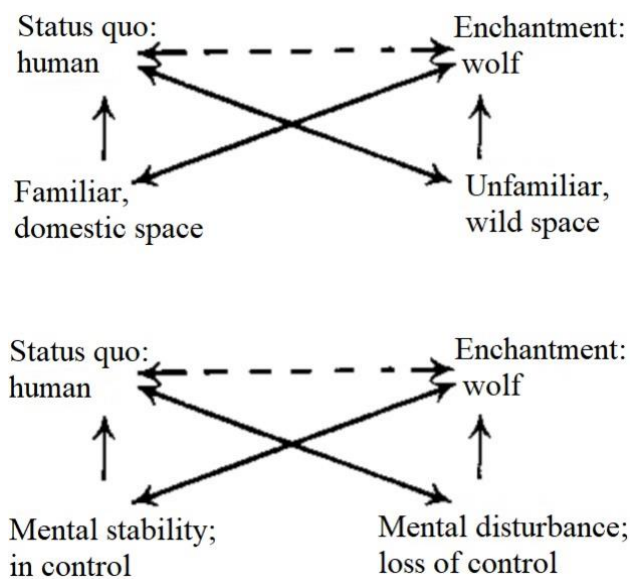 Status quo:
human
Enchantment:
wolf
Familiar,
domestic space
Unfamiliar,
wild space
Status quo:
human
Enchantment:
wolf
Mental stability;
in control
Mental disturbance;
loss of control